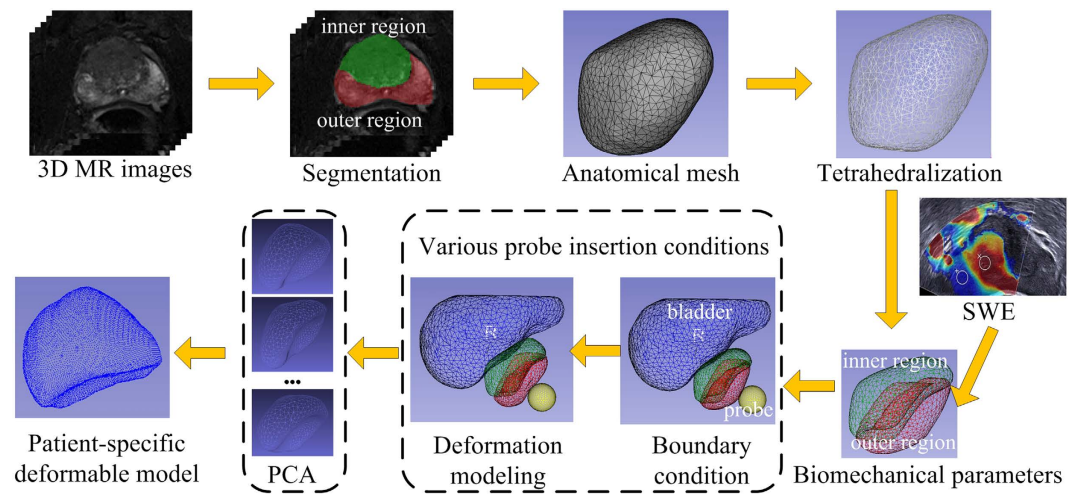 inner region
outer region
3D MR images
Segmentation
Anatomical mesh
Tetrahedralization
SWE
Various probe insertion conditions
bladder
probe
inner region
outer region
Biomechanical parameters
Boundary
condition
Deformation
modeling
...
PCA
Patient-specific
deformable model